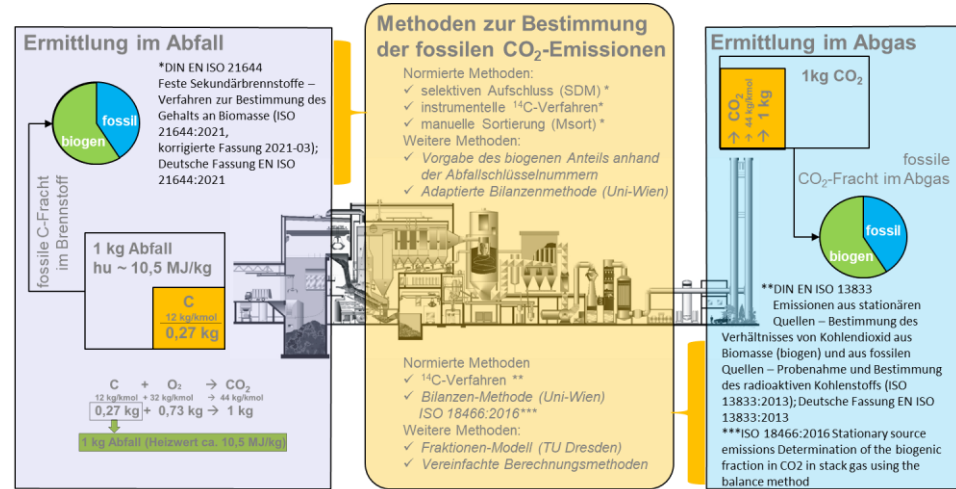 Ermittlung im Abfall
*DIN EN ISO 21644
Feste Sekundärbrennstoffe –
Verfahren zur Bestimmung des
Gehalts an Biomasse (ISO
21644:2021,
korrigierte Fassung 2021-03);
Deutsche Fassung EN ISO
21644:2021
fossil
biogen
fossile C-Fracht
im Brennstoff
1 kg Abfall
hu ~ 10,5 MJ/kg
C
12 kg/kmol
0,27 kg
C + O₂ → CO₂
12 kg/kmol + 32 kg/kmol → 44 kg/kmol
0,27 kg + 0,73 kg → 1 kg
1 kg Abfall (Heizwert ca. 10,5 MJ/kg)
Methoden zur Bestimmung
der fossilen CO₂-Emissionen
Normierte Methoden:
✓ selektiven Aufschluss (SDM) *
✓ instrumentelle ¹⁴C-Verfahren*
✓ manuelle Sortierung (Msort) *
Weitere Methoden:
✓ Vorgabe des biogenen Anteils anhand
der Abfallschlüsselnummern
✓ Adaptierte Bilanzenmethode (Uni-Wien)
Normierte Methoden
✓ ¹⁴C-Verfahren **
✓ Bilanzen-Methode (Uni-Wien)
ISO 18466:2016***
Weitere Methoden:
✓ Fraktionen-Modell (TU Dresden)
✓ Vereinfachte Berechnungsmethoden
Ermittlung im Abgas
1kg CO₂
→ CO₂
→ 44 kg/kmol
→ 1 kg
fossile
CO₂-Fracht im Abgas
fossil
biogen
**DIN EN ISO 13833
Emissionen aus stationären
Quellen – Bestimmung des
Verhältnisses von Kohlendioxid aus
Biomasse (biogen) und aus fossilen
Quellen – Probenahme und Bestimmung
des radioaktiven Kohlenstoffs (ISO
13833:2013); Deutsche Fassung EN ISO
13833:2013
***ISO 18466:2016 Stationary source
emissions Determination of the biogenic
fraction in CO2 in stack gas using the
balance method